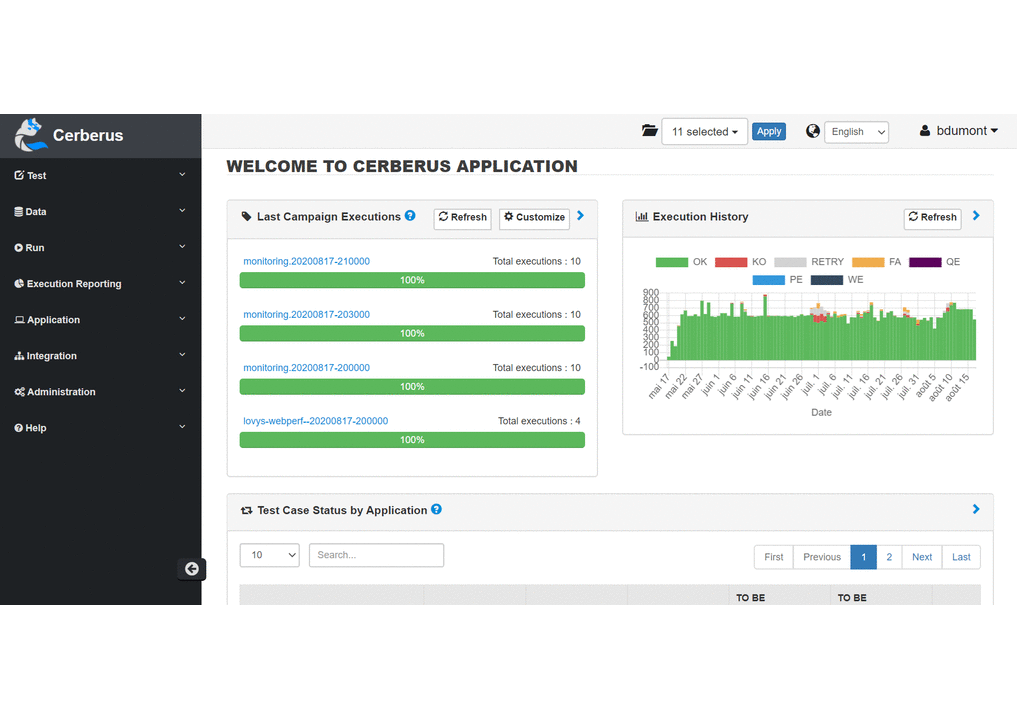 Cerberus
11 selected
Apply
English
bdumont
Test
Data
Run
Execution Reporting
Application
Integration
Administration
Help
WELCOME TO CERBERUS APPLICATION
Last Campaign Executions
Refresh
Customize
monitoring.20200817-210000 Total executions : 10
100%
monitoring.20200817-203000 Total executions : 10
100%
monitoring.20200817-200000 Total executions : 10
100%
lovys-webperf--20200817-200000 Total executions : 4
100%
Execution History
Refresh
OK KO RETRY FA QE
PE WE
900
800
700
600
500
400
300
200
100
0
-100
mai 17 mai 22 mai 27 juin 1 juin 6 juin 11 juin 16 juin 21 juin 26 juil. 1 juil. 6 juil. 11 juil. 16 juil. 21 juil. 26 juil. 31 août 5 août 10 août 15
Date
Test Case Status by Application
10 Search...
First Previous 1 2 Next Last
TO BE TO BE